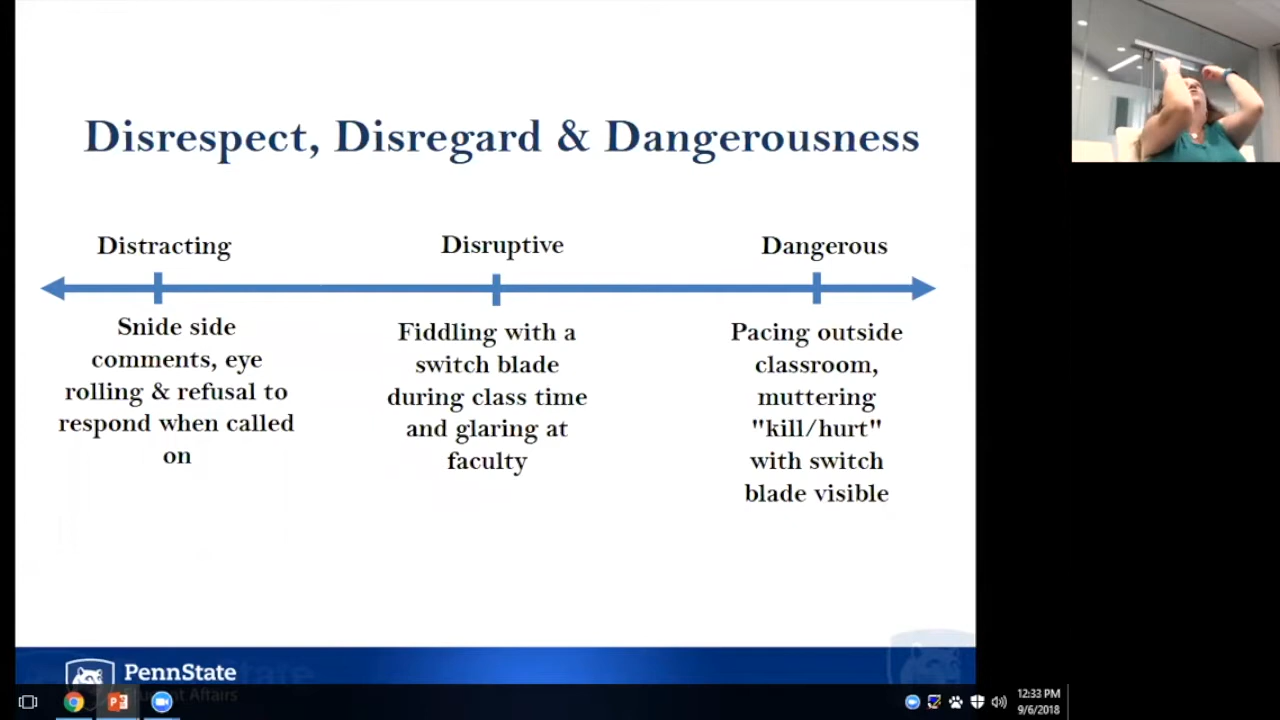 Disrespect, Disregard & Dangerousness
Distracting
Disruptive
Dangerous
Snide side
comments, eye
rolling & refusal to
respond when called
on
Fiddling with a
switch blade
during class time
and glaring at
faculty
Pacing outside
classroom,
muttering
"kill/hurt"
with switch
blade visible
PennState
Student Affairs
12:33 PM
9/6/2018